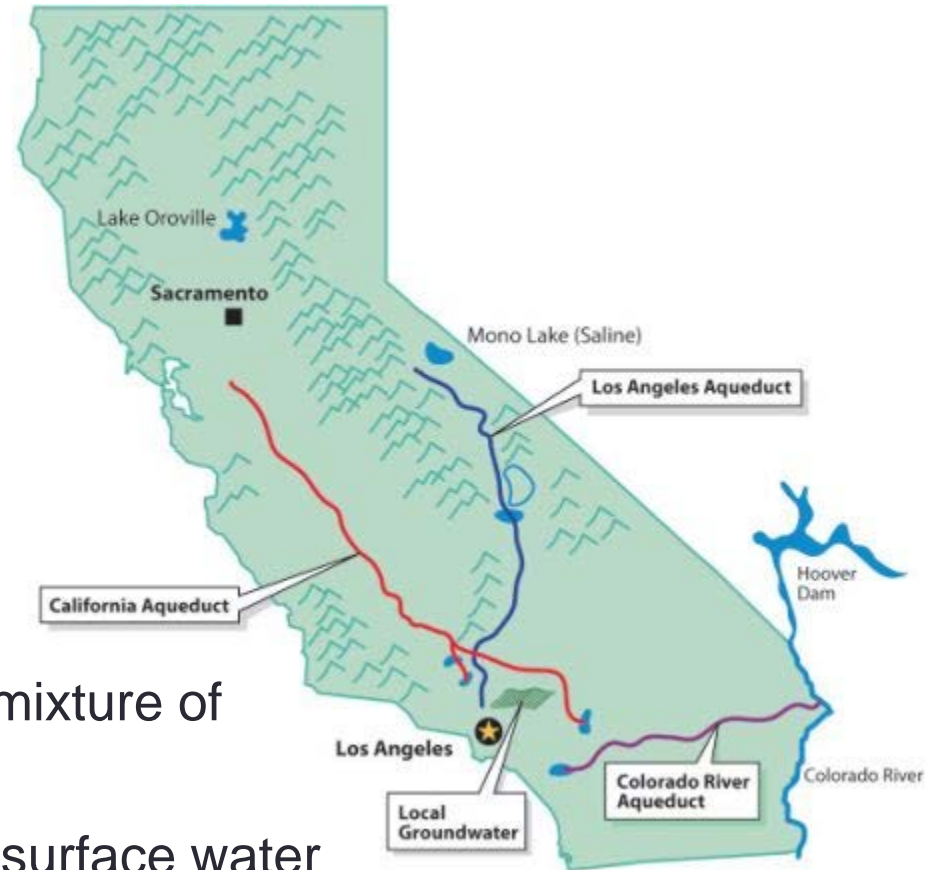 Lake Oroville
Sacramento
Mono Lake (Saline)
Los Angeles Aqueduct
Hoover
Dam
California Aqueduct
mixture of
Los Angeles
Colorado River
Aqueduct
Colorado River
Local
Groundwater
surface water